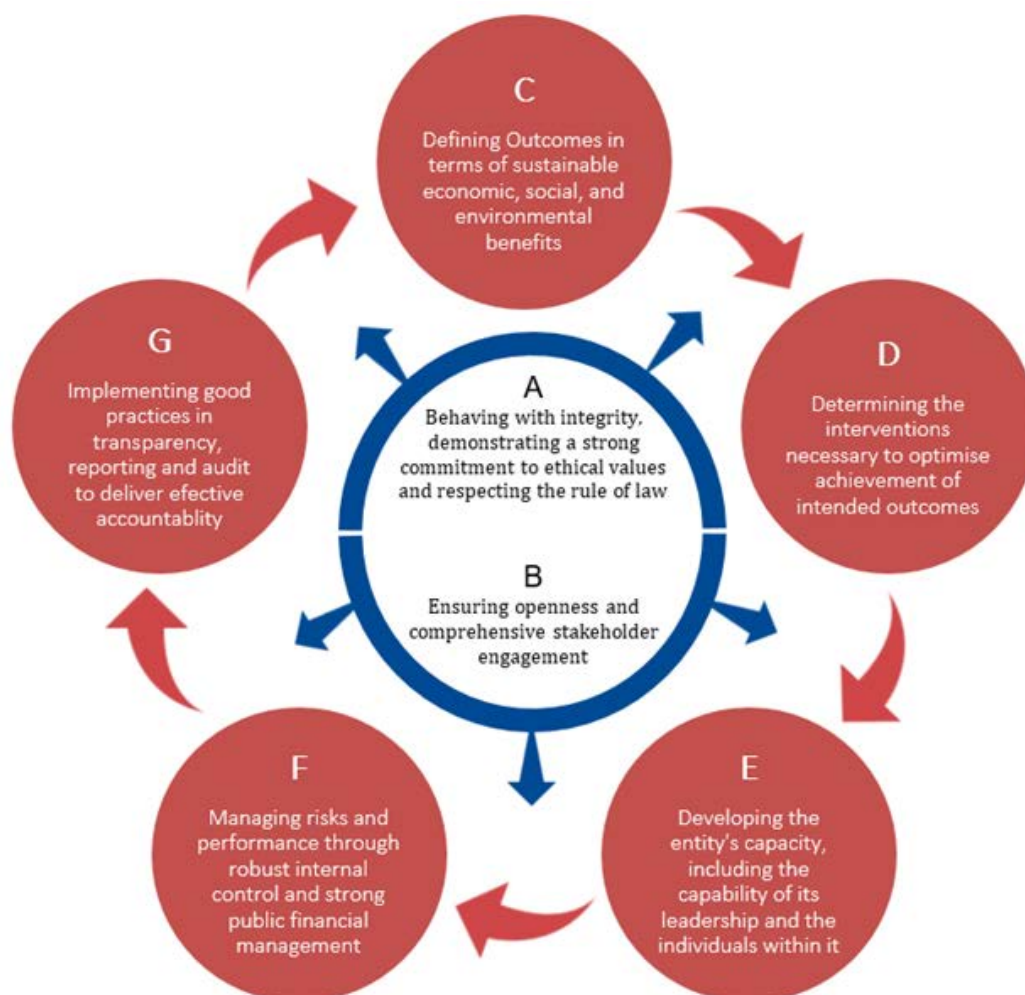 C
Defining Outcomes in
terms of sustainable
economic, social, and
environmental
benefits
G
Implementing good
practices in
transparency,
reporting and audit
to deliver efective
accountablity
A
Behaving with integrity,
demonstrating a strong
commitment to ethical values
and respecting the rule of law
D
Determining the
interventions
necessary to optimise
achievement of
intended outcomes
B
Ensuring openness and
comprehensive stakeholder
engagement
F
Managing risks and
performance through
robust internal
control and strong
public financial
management
E
Developing the
entity's capacity,
including the
capability of its
leadership and the
individuals within it